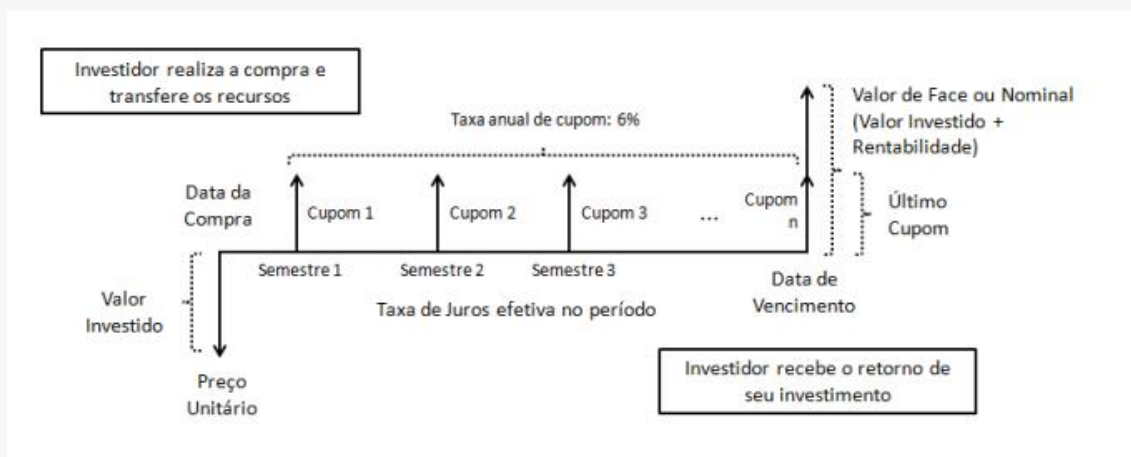 Investidor realiza a compra e
transfere os recursos
Taxa anual de cupom: 6%
Valor de Face ou Nominal
(Valor Investido +
Rentabilidade)
Data da
Compra
Cupom 1
Cupom 2
Cupom 3
...
Cupom
n
Último
Cupom
Semestre 1
Semestre 2
Semestre 3
Data de
Vencimento
Valor
Investido
Taxa de Juros efetiva no período
Preço
Unitário
Investidor recebe o retorno de
seu investimento